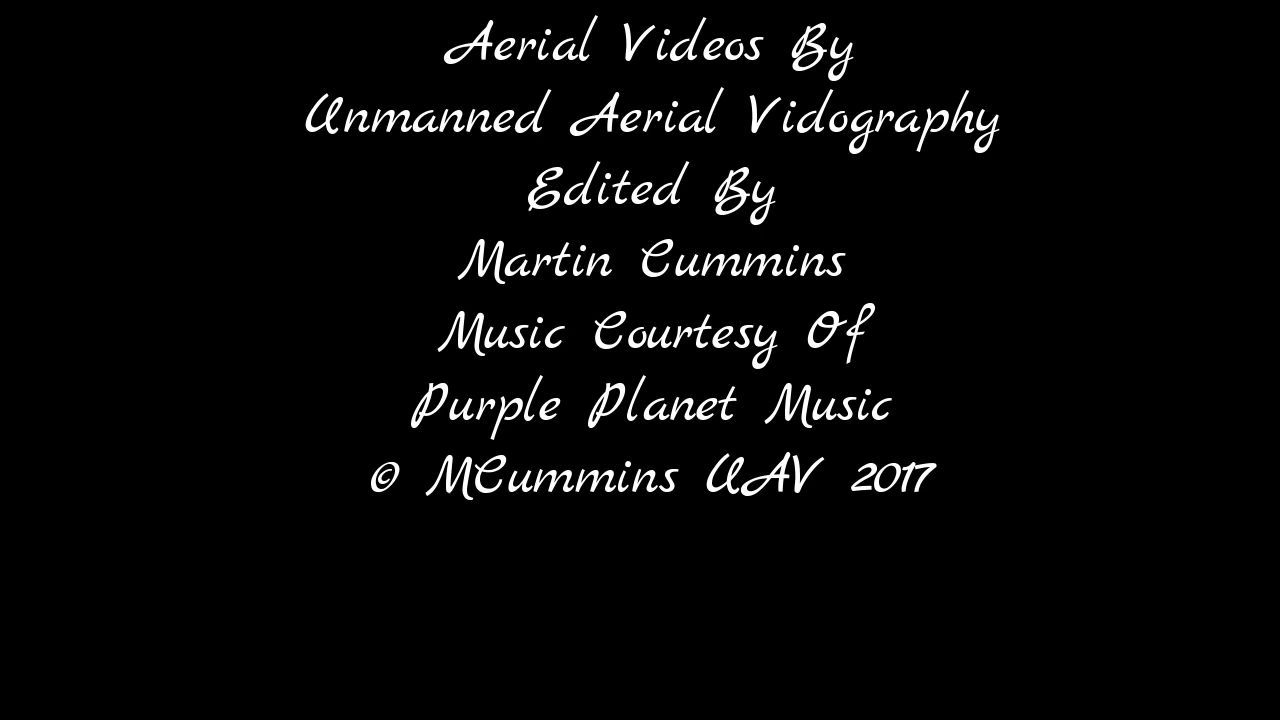 Aerial Videos By
Unmanned Aerial Vidography
Edited By
Martin Cummins
Music Courtesy Of
Purple Planet Music
© MCummins UAV 2017